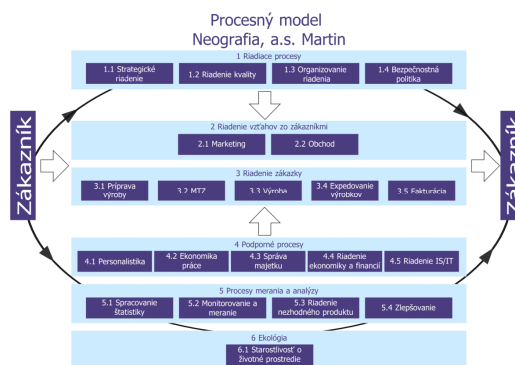 Procesný model
Neografia, a.s. Martin
1 Riadiace procesy
1.1 Strategické
riadenie
1.2 Riadenie kvality
1.3 Organizovanie
riadenia
1.4 Bezpečnostná
politika
Zákazník
Zákazník
2 Riadenie vzťahov zo zákazníkmi
2.1 Marketing
2.2 Obchod
3 Riadenie zákazky
3.1 Príprava
výroby
3.2 MTZ
3.3 Výroba
3.4 Expedovanie
výrobkov
3.5 Fakturácia
4 Podporné procesy
4.1 Personalistika
4.2 Ekonomika
práce
4.3 Správa
majetku
4.4 Riadenie
ekonomiky a financií
4.5 Riadenie IS/IT
5 Procesy merania a analýzy
5.1 Spracovanie
štatistiky
5.2 Monitorovanie a
meranie
5.3 Riadenie
nezhodného produktu
5.4 Zlepšovanie
6 Ekológia
6.1 Starostlivosť o
životné prostredie